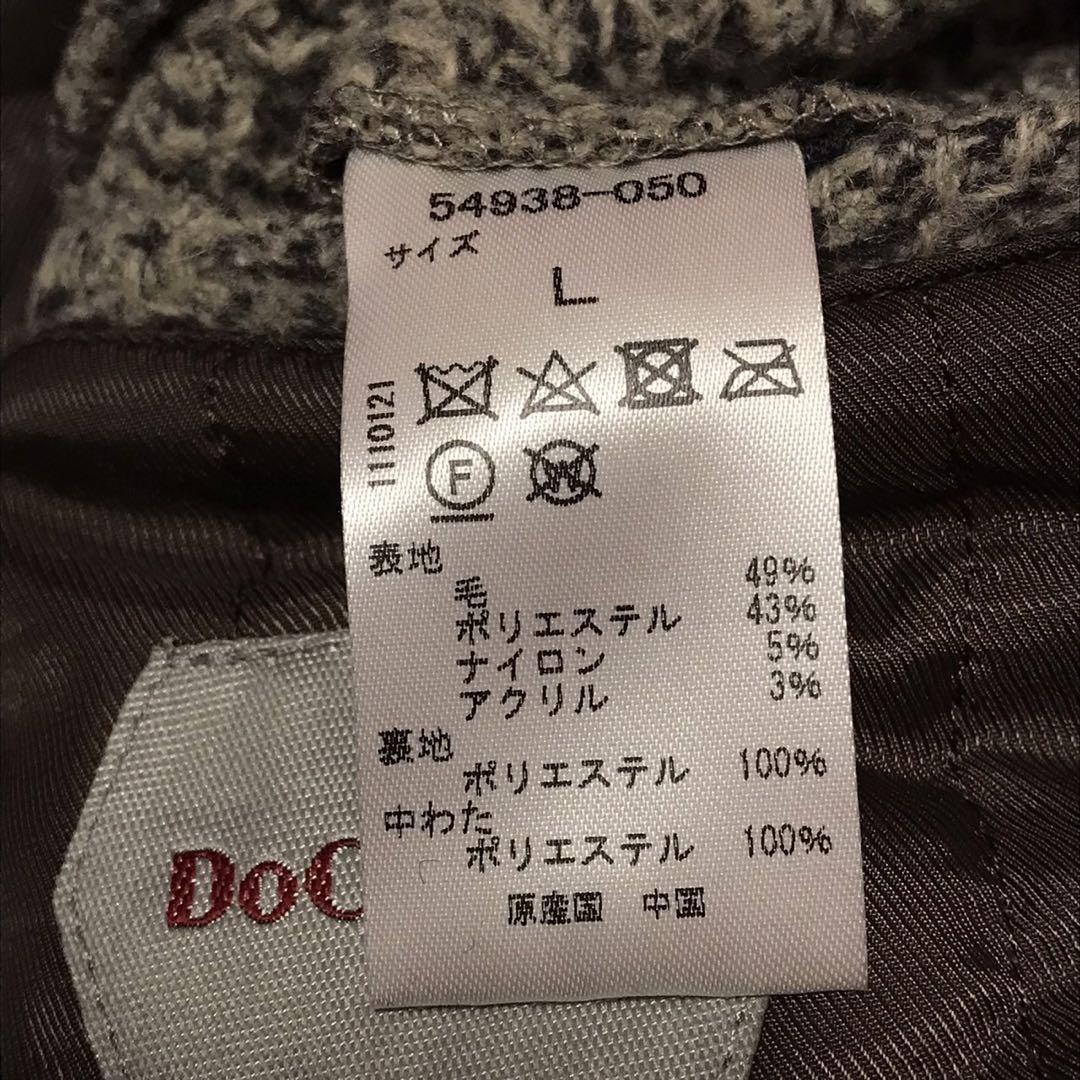 54938-050
サイズ
L
1110121
F
W
表地
毛 49%
ポリエステル 43%
ナイロン 5%
アクリル 3%
裏地
ポリエステル 100%
中わた
ポリエステル 100%
原産国 中国
DoC